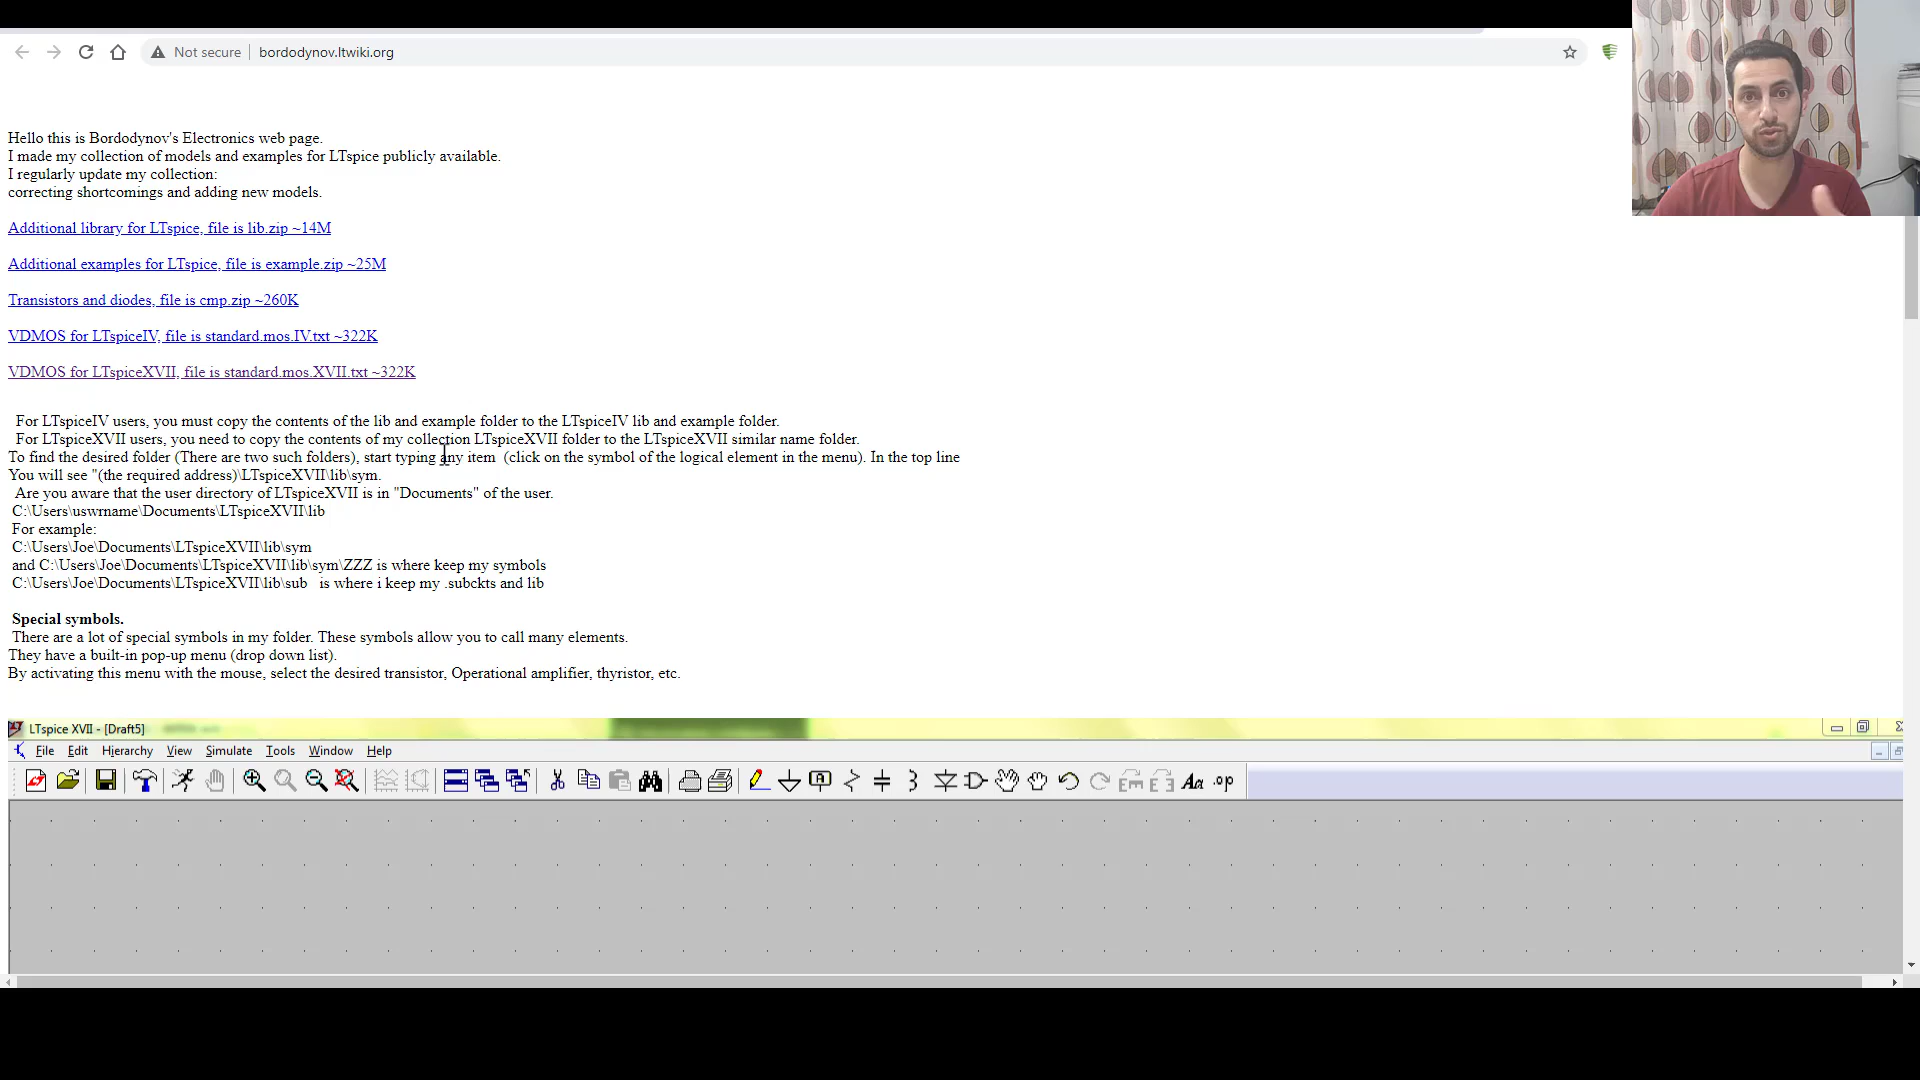 Not secure
bordodynov.ltwiki.org
Hello this is Bordodynov's Electronics web page.
I made my collection of models and examples for LTspice publicly available.
I regularly update my collection:
correcting shortcomings and adding new models.
Additional library for LTspice, file is lib.zip ~14M
Additional examples for LTspice, file is example.zip ~25M
Transistors and diodes, file is cmp.zip ~260K
VDMOS for LTspiceIV, file is standard.mos.IV.txt ~322K
VDMOS for LTspiceXVII, file is standard.mos.XVII.txt ~322K
For LTspiceIV users, you must copy the contents of the lib and example folder to the LTspiceIV lib and example folder.
For LTspiceXVII users, you need to copy the contents of my collection LTspiceXVII folder to the LTspiceXVII similar name folder.
To find the desired folder (There are two such folders), start typing any item (click on the symbol of the logical element in the menu). In the top line
You will see "(the required address)\LTspiceXVII\lib\sym.
Are you aware that the user directory of LTspiceXVII is in "Documents" of the user.
C:\Users\uswrname\Documents\LTspiceXVII\lib
For example:
C:\Users\Joe\Documents\LTspiceXVII\lib\sym
and C:\Users\Joe\Documents\LTspiceXVII\lib\sym\ZZZ is where keep my symbols
C:\Users\Joe\Documents\LTspiceXVII\lib\sub is where i keep my .subckts and lib
Special symbols.
There are a lot of special symbols in my folder. These symbols allow you to call many elements.
They have a built-in pop-up menu (drop down list).
By activating this menu with the mouse, select the desired transistor, Operational amplifier, thyristor, etc.
LTspice XVII - [Draft5]
File Edit Hierarchy View Simulate Tools Window Help
Aa .op